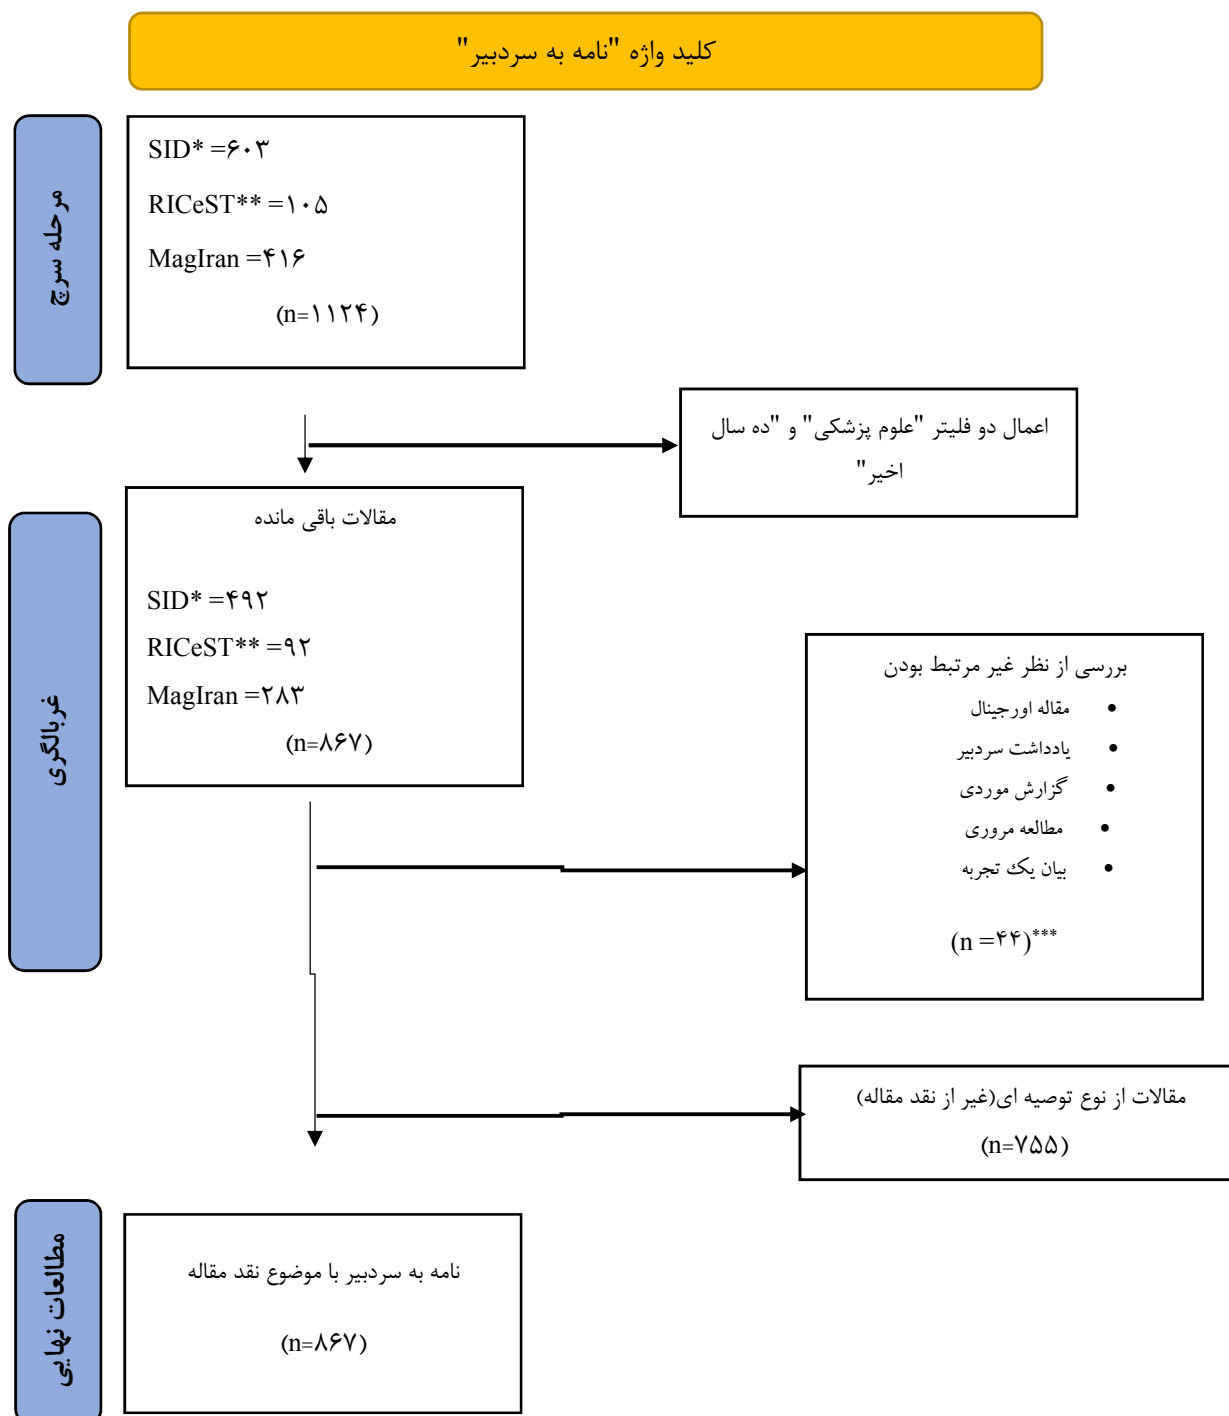 کلید واژه "نامه به سردبیر"
مرحله سرچ
SID* =۶۰۳
RICeST** =۱۰۵
MagIran =۴۱۶
(n=۱۱۲۴)
اعمال دو فلیتر "علوم پزشکی" و "ده سال
اخیر"
غربالگری
مقالات باقی مانده
SID* =۴۹۲
RICeST** =۹۲
MagIran =۲۸۳
(n=۸۶۷)
بررسی از نظر غیر مرتبط بودن
• مقاله اورجینال
• یادداشت سردبیر
• گزارش موردی
• مطالعه مروری
• بیان یک تجربه
(n =۴۴)***
مقالات از نوع توصیه ای(غیر از نقد مقاله)
(n=۷۵۵)
مطالعات نهایی
نامه به سردبیر با موضوع نقد مقاله
(n=۸۶۷)